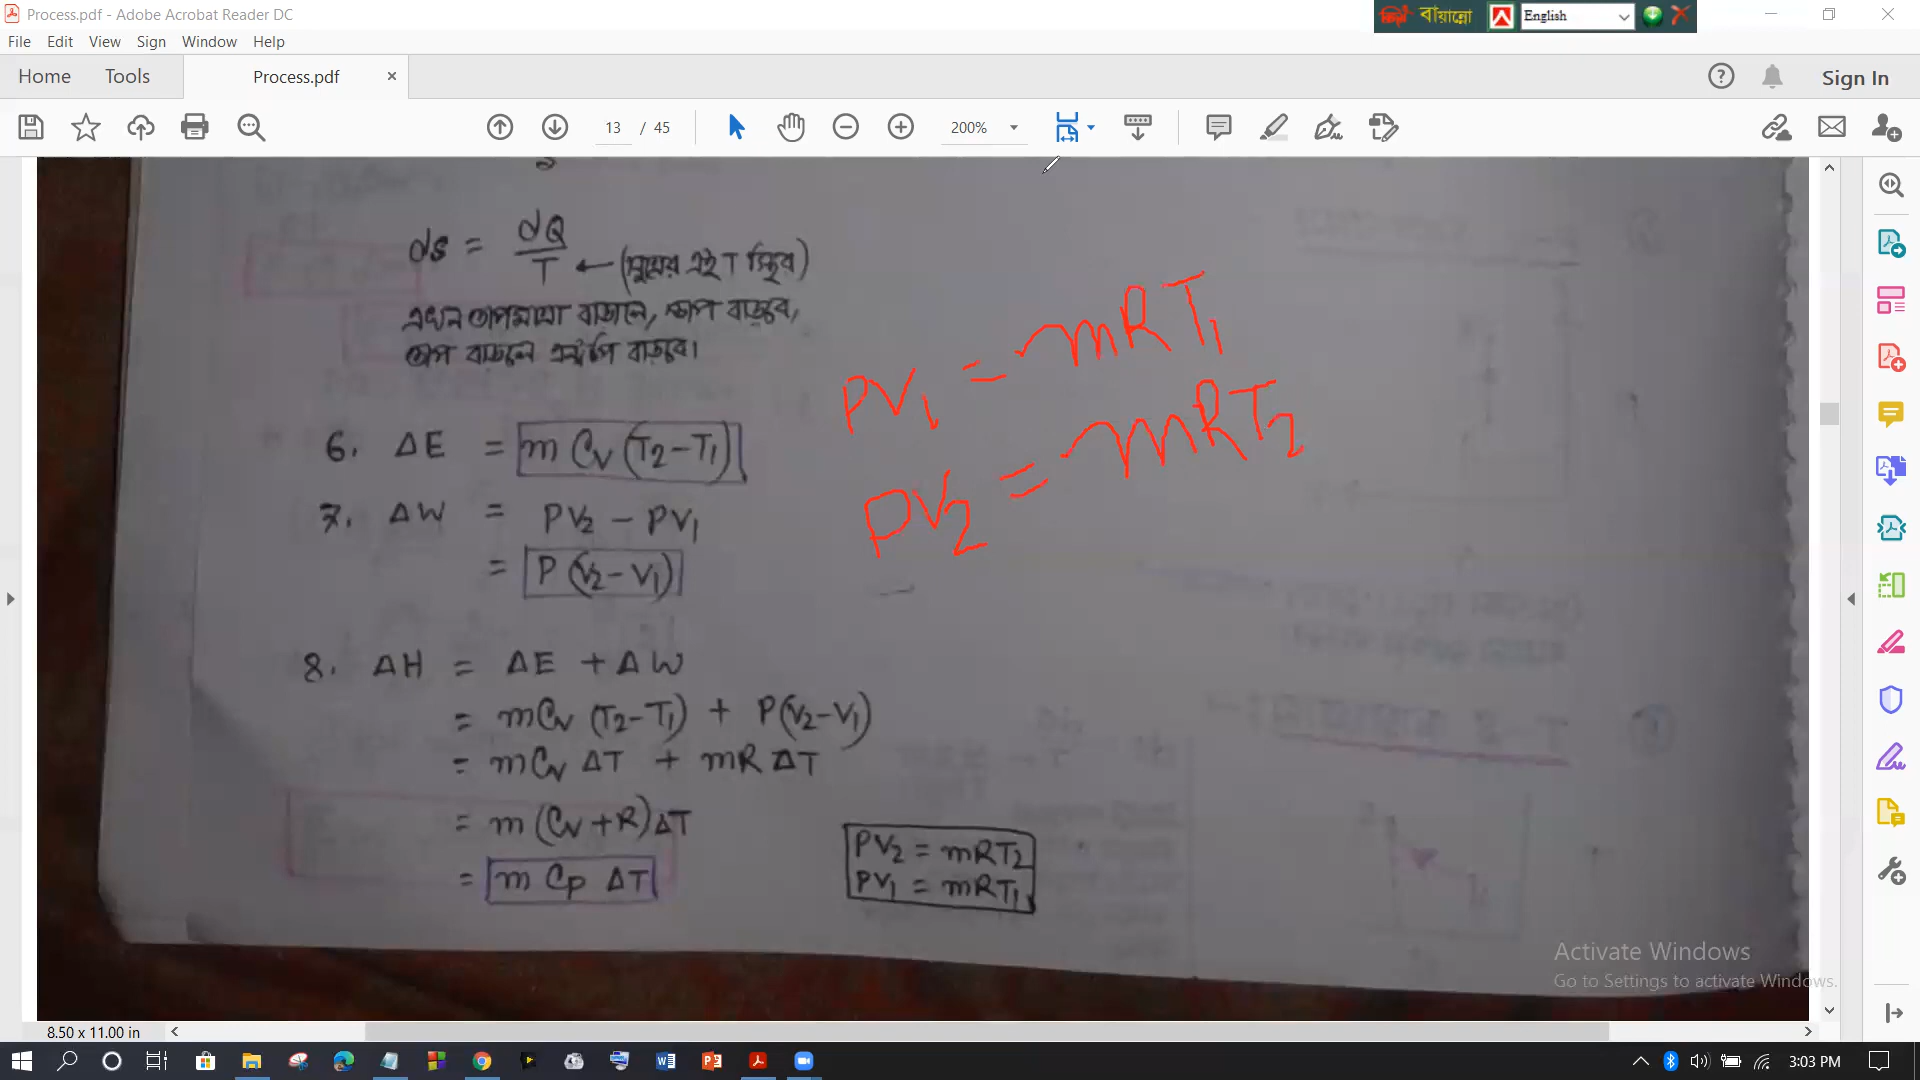 Process.pdf - Adobe Acrobat Reader DC
বায়ান্নো
English
File Edit View Sign Window Help
Home Tools Process.pdf × Sign In
13 / 45 200%
ds = dQ/T ← (সুত্রের এই T স্থির)
এখন তাপমাত্রা বাড়ালে, তাপ বাড়বে,
তাপ বাড়লে এন্ট্রপি বাড়বে।
PV1 = mRT1
PV2 = mRT2
6. ΔE = m Cv (T2-T1)
7. ΔW = PV2 - PV1
= P (V2-V1)
8. ΔH = ΔE + ΔW
= mCv (T2-T1) + P(V2-V1)
= mCv ΔT + mR ΔT
= m (Cv+R) ΔT
= m Cp ΔT
PV2 = mRT2
PV1 = mRT1
Activate Windows
Go to Settings to activate Windows.
8.50 x 11.00 in
3:03 PM